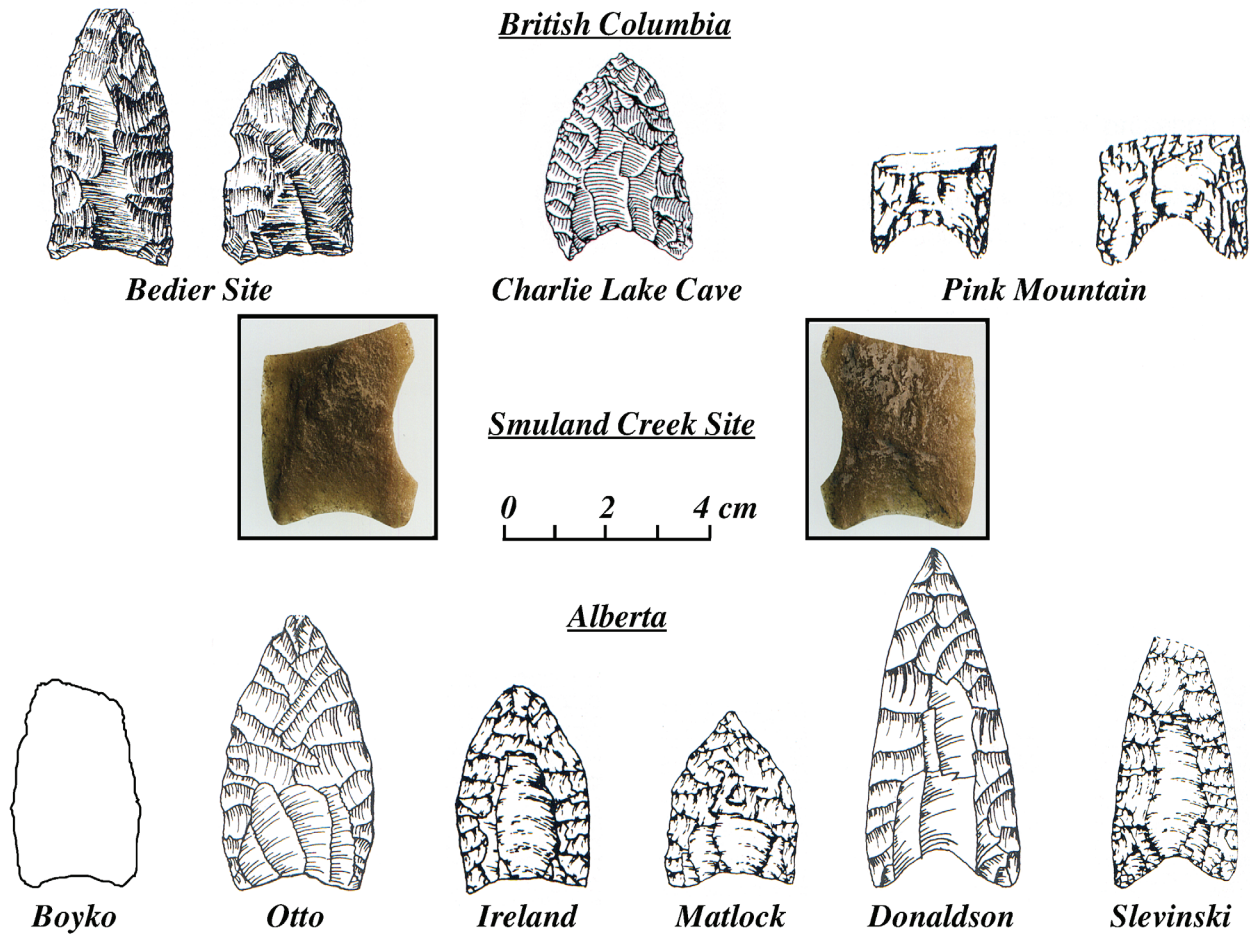 British Columbia
Bedier Site
Charlie Lake Cave
Pink Mountain
Smuland Creek Site
0 2 4 cm
Alberta
Boyko
Otto
Ireland
Matlock
Donaldson
Slevinski